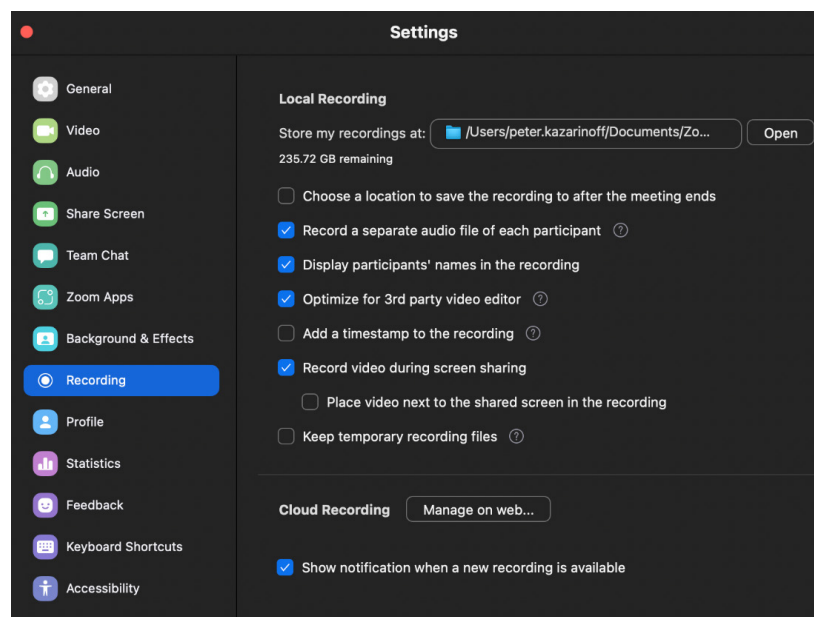 Settings
General
Video
Audio
Share Screen
Team Chat
Zoom Apps
Background & Effects
Recording
Profile
Statistics
Feedback
Keyboard Shortcuts
Accessibility
Local Recording
Store my recordings at: /Users/peter.kazarinoff/Documents/Zo... Open
235.72 GB remaining
Choose a location to save the recording to after the meeting ends
Record a separate audio file of each participant ?
Display participants' names in the recording
Optimize for 3rd party video editor ?
Add a timestamp to the recording ?
Record video during screen sharing
Place video next to the shared screen in the recording
Keep temporary recording files ?
Cloud Recording Manage on web...
Show notification when a new recording is available